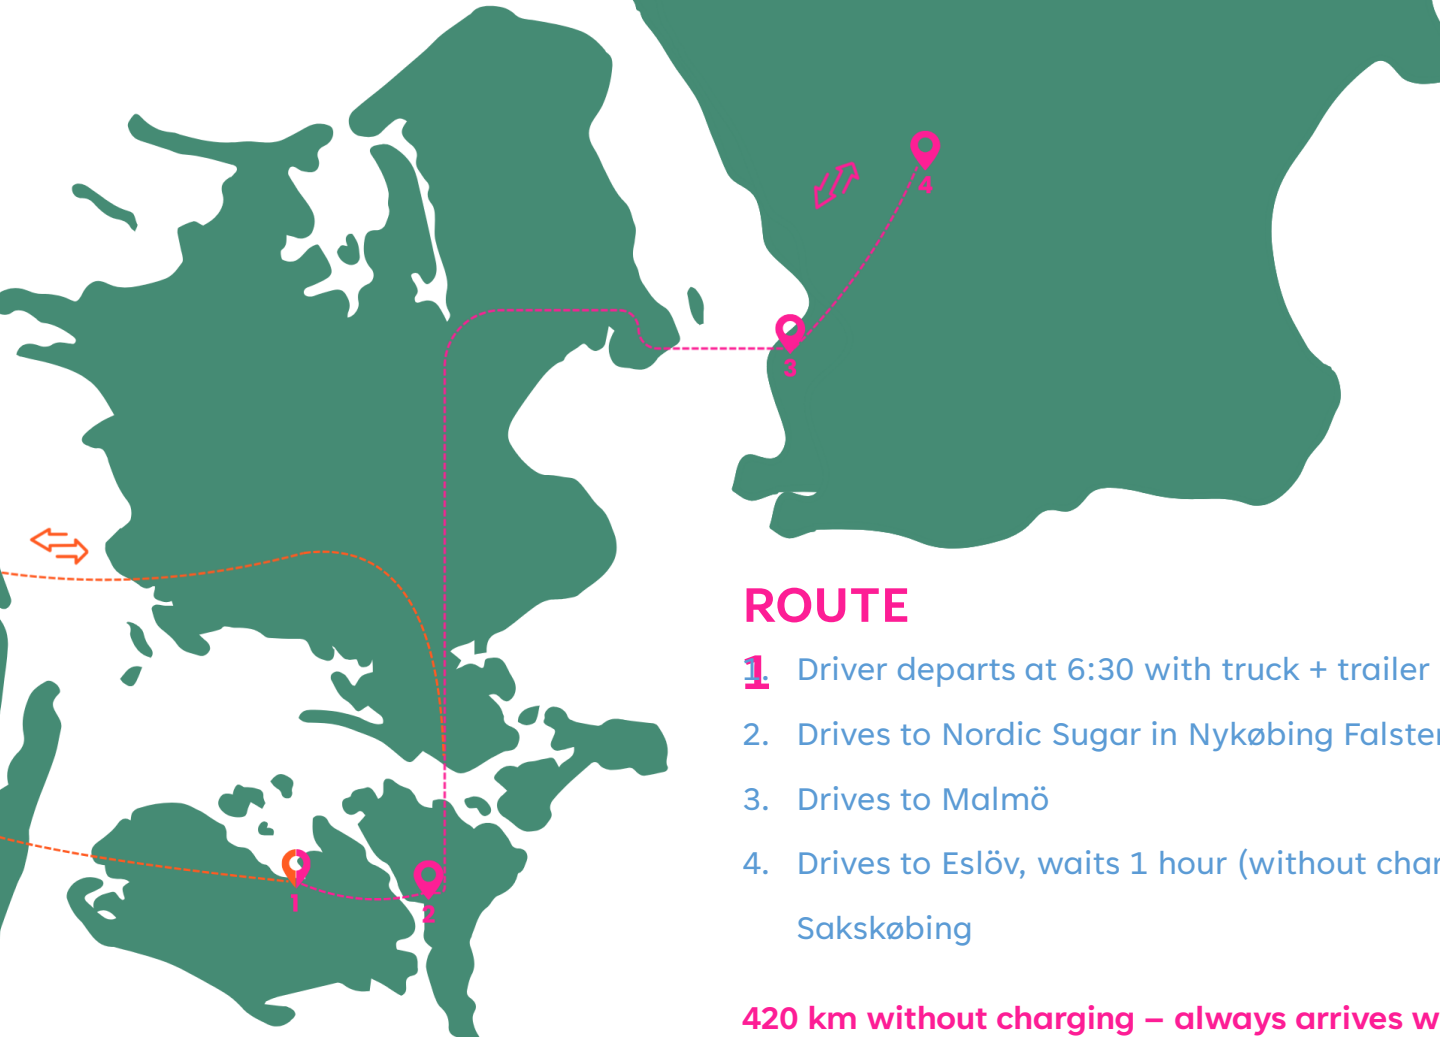 4
3
1
2
ROUTE
1. Driver departs at 6:30 with truck + trailer
2. Drives to Nordic Sugar in Nykøbing Falster
3. Drives to Malmö
4. Drives to Eslöv, waits 1 hour (without char
Sakskøbing
420 km without charging – always arrives w